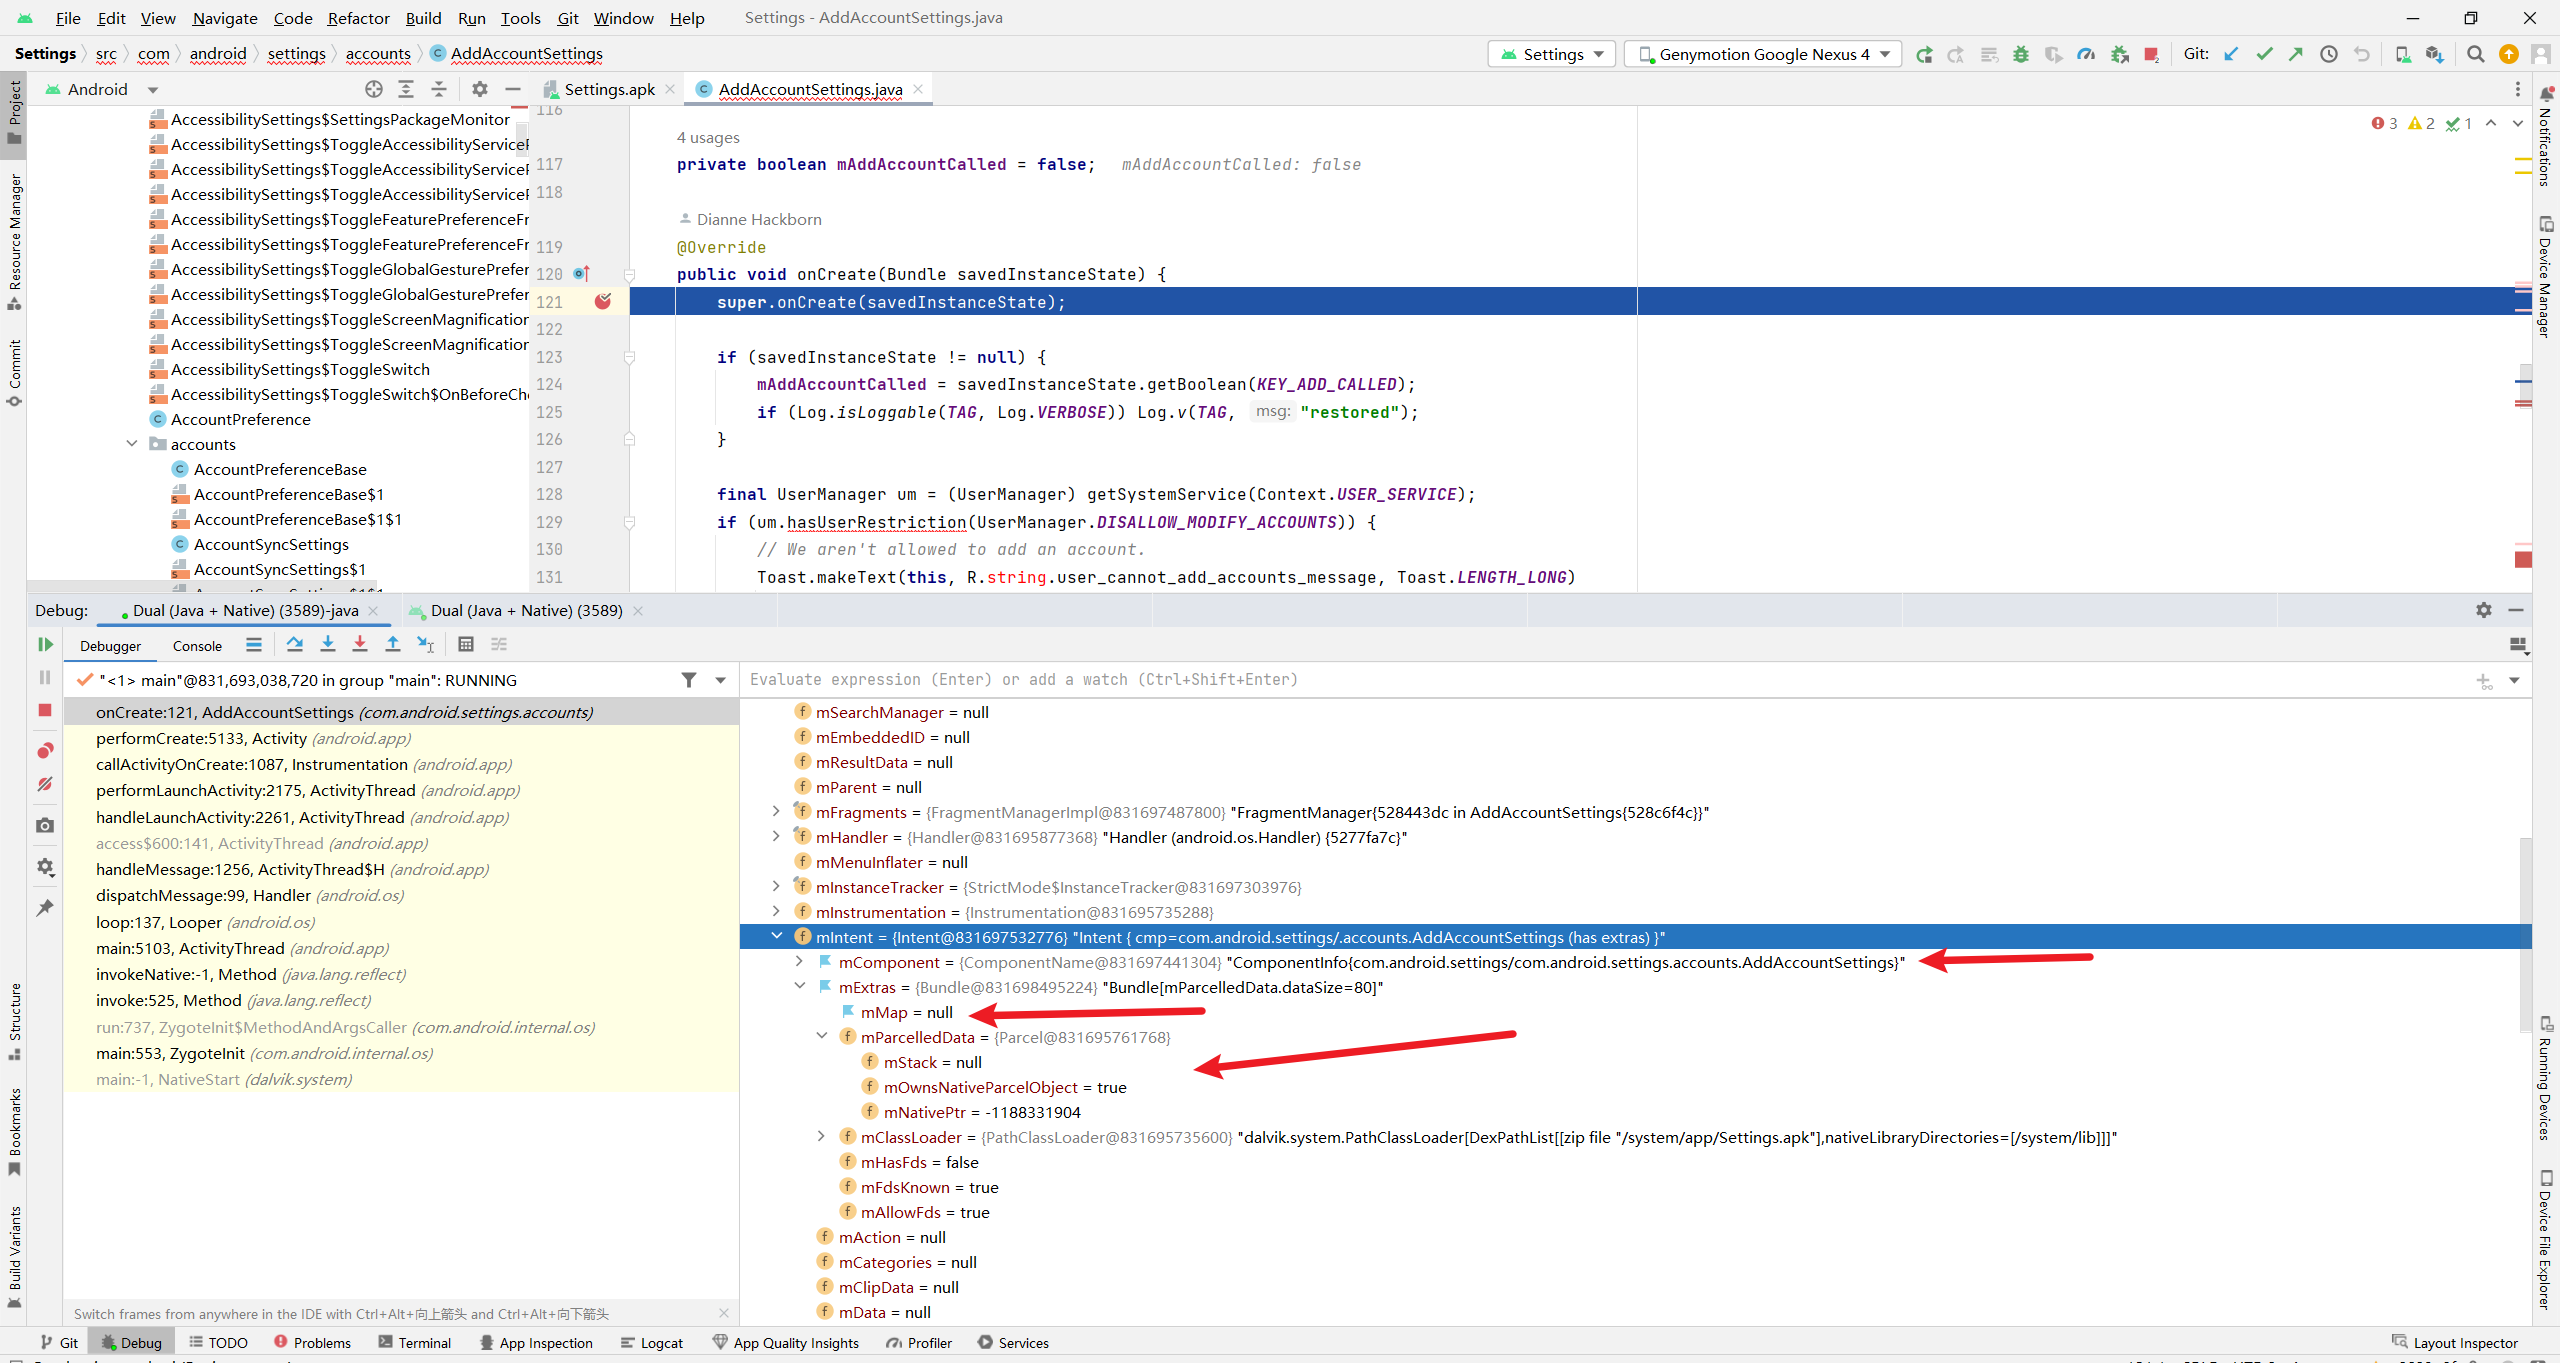 File Edit View Navigate Code Refactor Build Run Tools Git Window Help Settings - AddAccountSettings.java
Settings src com android settings accounts AddAccountSettings Settings Genymotion Google Nexus 4 Git:
Android Settings.apk AddAccountSettings.java
Project
Resource Manager
Commit
Structure
Bookmarks
Build Variants
AccessibilitySettings$SettingsPackageMonitor
AccessibilitySettings$ToggleAccessibilityServiceP
AccessibilitySettings$ToggleAccessibilityServiceP
AccessibilitySettings$ToggleAccessibilityServiceP
AccessibilitySettings$ToggleFeaturePreferenceFr
AccessibilitySettings$ToggleFeaturePreferenceFr
AccessibilitySettings$ToggleGlobalGesturePrefer
AccessibilitySettings$ToggleGlobalGesturePrefer
AccessibilitySettings$ToggleScreenMagnification
AccessibilitySettings$ToggleScreenMagnification
AccessibilitySettings$ToggleSwitch
AccessibilitySettings$ToggleSwitch$OnBeforeChe
AccountPreference
accounts
AccountPreferenceBase
AccountPreferenceBase$1
AccountPreferenceBase$1$1
AccountSyncSettings
AccountSyncSettings$1
116
3 2 1
4 usages
117 private boolean mAddAccountCalled = false; mAddAccountCalled: false
118
Dianne Hackborn
119 @Override
120 public void onCreate(Bundle savedInstanceState) {
121 super.onCreate(savedInstanceState);
122
123 if (savedInstanceState != null) {
124 mAddAccountCalled = savedInstanceState.getBoolean(KEY_ADD_CALLED);
125 if (Log.isLoggable(TAG, Log.VERBOSE)) Log.v(TAG, msg: "restored");
126 }
127
128 final UserManager um = (UserManager) getSystemService(Context.USER_SERVICE);
129 if (um.hasUserRestriction(UserManager.DISALLOW_MODIFY_ACCOUNTS)) {
130 // We aren't allowed to add an account.
131 Toast.makeText(this, R.string.user_cannot_add_accounts_message, Toast.LENGTH_LONG)
Notifications
Device Manager
Running Devices
Device File Explorer
Debug: Dual (Java + Native) (3589)-java Dual (Java + Native) (3589)
Debugger Console
"<1> main"@831,693,038,720 in group "main": RUNNING
onCreate:121, AddAccountSettings (com.android.settings.accounts)
performCreate:5133, Activity (android.app)
callActivityOnCreate:1087, Instrumentation (android.app)
performLaunchActivity:2175, ActivityThread (android.app)
handleLaunchActivity:2261, ActivityThread (android.app)
access$600:141, ActivityThread (android.app)
handleMessage:1256, ActivityThread$H (android.app)
dispatchMessage:99, Handler (android.os)
loop:137, Looper (android.os)
main:5103, ActivityThread (android.app)
invokeNative:-1, Method (java.lang.reflect)
invoke:525, Method (java.lang.reflect)
run:737, ZygoteInit$MethodAndArgsCaller (com.android.internal.os)
main:553, ZygoteInit (com.android.internal.os)
main:-1, NativeStart (dalvik.system)
Switch frames from anywhere in the IDE with Ctrl+Alt+向上箭头 and Ctrl+Alt+向下箭头
Evaluate expression (Enter) or add a watch (Ctrl+Shift+Enter)
mSearchManager = null
mEmbeddedID = null
mResultData = null
mParent = null
mFragments = {FragmentManagerImpl@831697487800} "FragmentManager{528443dc in AddAccountSettings{528c6f4c}}"
mHandler = {Handler@831695877368} "Handler (android.os.Handler) {5277fa7c}"
mMenuInflater = null
mInstanceTracker = {StrictMode$InstanceTracker@831697303976}
mInstrumentation = {Instrumentation@831695735288}
mIntent = {Intent@831697532776} "Intent { cmp=com.android.settings/.accounts.AddAccountSettings (has extras) }"
mComponent = {ComponentName@831697441304} "ComponentInfo{com.android.settings/com.android.settings.accounts.AddAccountSettings}"
mExtras = {Bundle@831698495224} "Bundle[mParcelledData.dataSize=80]"
mMap = null
mParcelledData = {Parcel@831695761768}
mStack = null
mOwnsNativeParcelObject = true
mNativePtr = -1188331904
mClassLoader = {PathClassLoader@831695735600} "dalvik.system.PathClassLoader[DexPathList[[zip file "/system/app/Settings.apk"],nativeLibraryDirectories=[/system/lib]]]"
mHasFds = false
mFdsKnown = true
mAllowFds = true
mAction = null
mCategories = null
mClipData = null
mData = null
Git Debug TODO Problems Terminal App Inspection Logcat App Quality Insights Profiler Services Layout Inspector